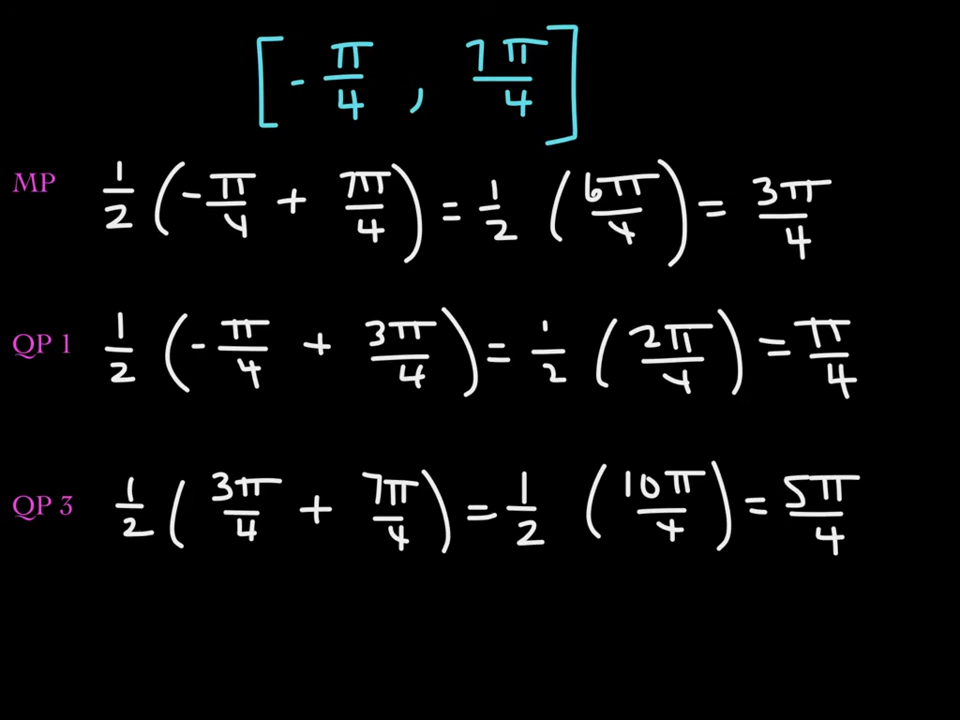 [-π/4, 7π/4]
MP 1/2 (-π/4 + 7π/4) = 1/2 (6π/4) = 3π/4
QP 1 1/2 (-π/4 + 3π/4) = 1/2 (2π/4) = π/4
QP 3 1/2 (3π/4 + 7π/4) = 1/2 (10π/4) = 5π/4